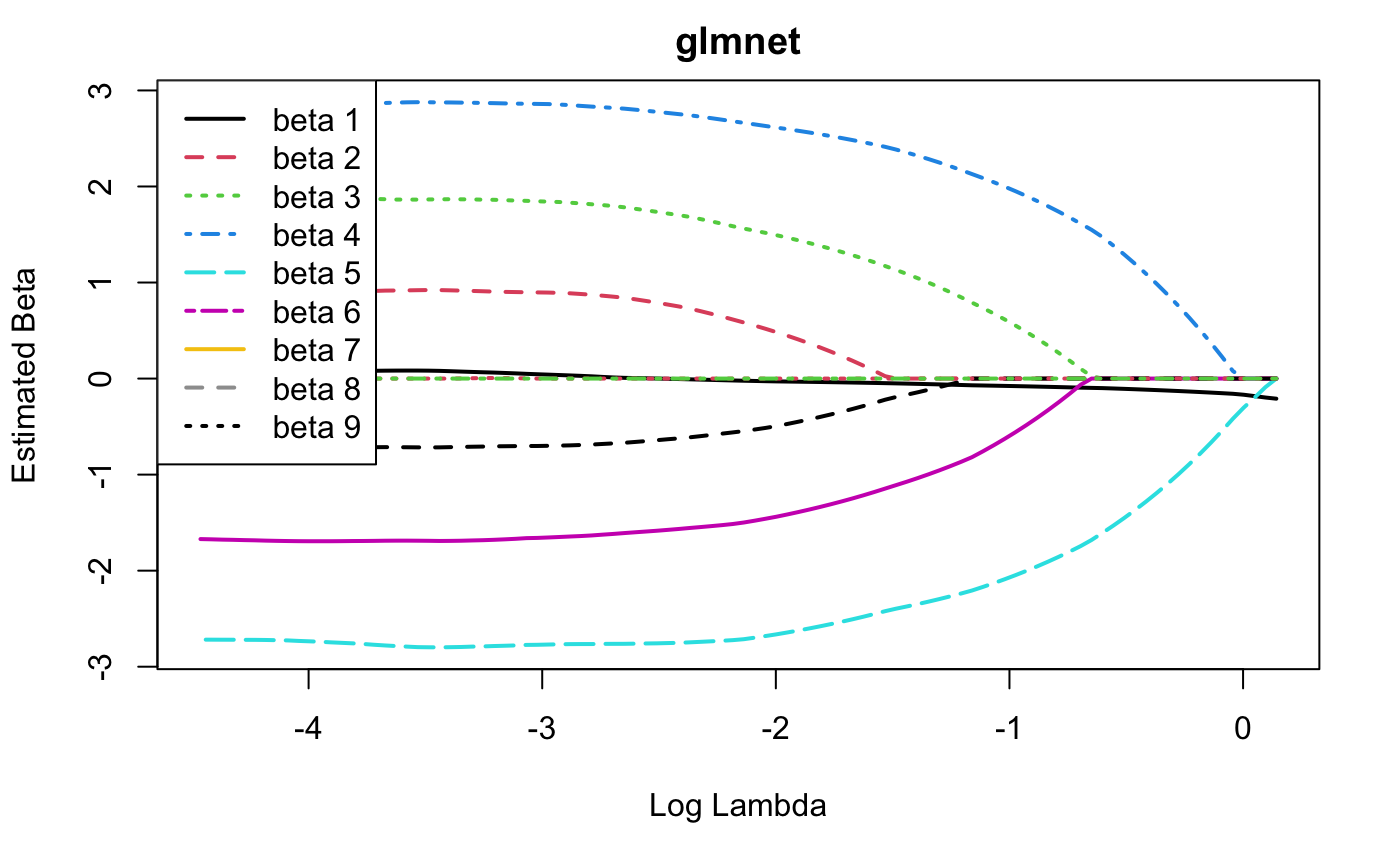 glmnet
3
2
1
0
-1
-2
-3
Estimated Beta
beta 1
beta 2
beta 3
beta 4
beta 5
beta 6
beta 7
beta 8
beta 9
-4 -3 -2 -1 0
Log Lambda